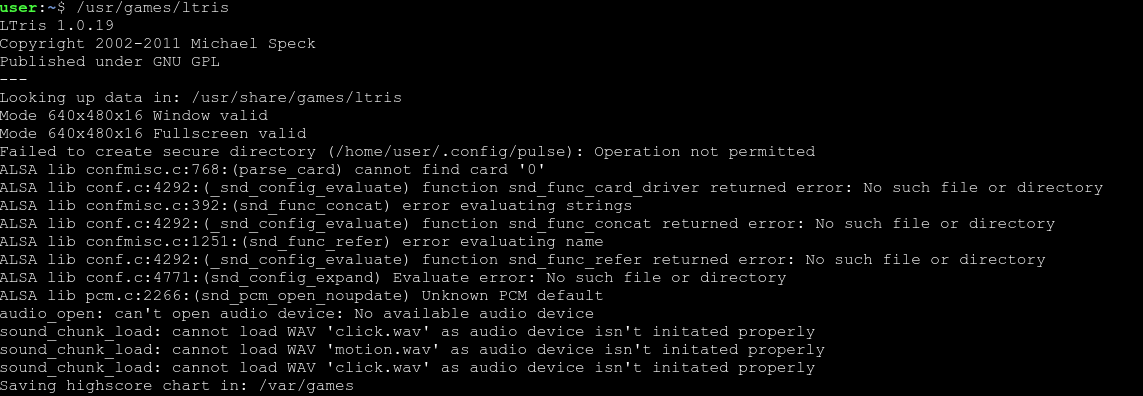 user:~$ /usr/games/ltris
LTris 1.0.19
Copyright 2002-2011 Michael Speck
Published under GNU GPL
---
Looking up data in: /usr/share/games/ltris
Mode 640x480x16 Window valid
Mode 640x480x16 Fullscreen valid
Failed to create secure directory (/home/user/.config/pulse): Operation not permitted
ALSA lib confmisc.c:768:(parse_card) cannot find card '0'
ALSA lib conf.c:4292:(_snd_config_evaluate) function snd_func_card_driver returned error: No such file or directory
ALSA lib confmisc.c:392:(snd_func_concat) error evaluating strings
ALSA lib conf.c:4292:(_snd_config_evaluate) function snd_func_concat returned error: No such file or directory
ALSA lib confmisc.c:1251:(snd_func_refer) error evaluating name
ALSA lib conf.c:4292:(_snd_config_evaluate) function snd_func_refer returned error: No such file or directory
ALSA lib conf.c:4771:(snd_config_expand) Evaluate error: No such file or directory
ALSA lib pcm.c:2266:(snd_pcm_open_noupdate) Unknown PCM default
audio_open: can't open audio device: No available audio device
sound_chunk_load: cannot load WAV 'click.wav' as audio device isn't initated properly
sound_chunk_load: cannot load WAV 'motion.wav' as audio device isn't initated properly
sound_chunk_load: cannot load WAV 'click.wav' as audio device isn't initated properly
Saving highscore chart in: /var/games